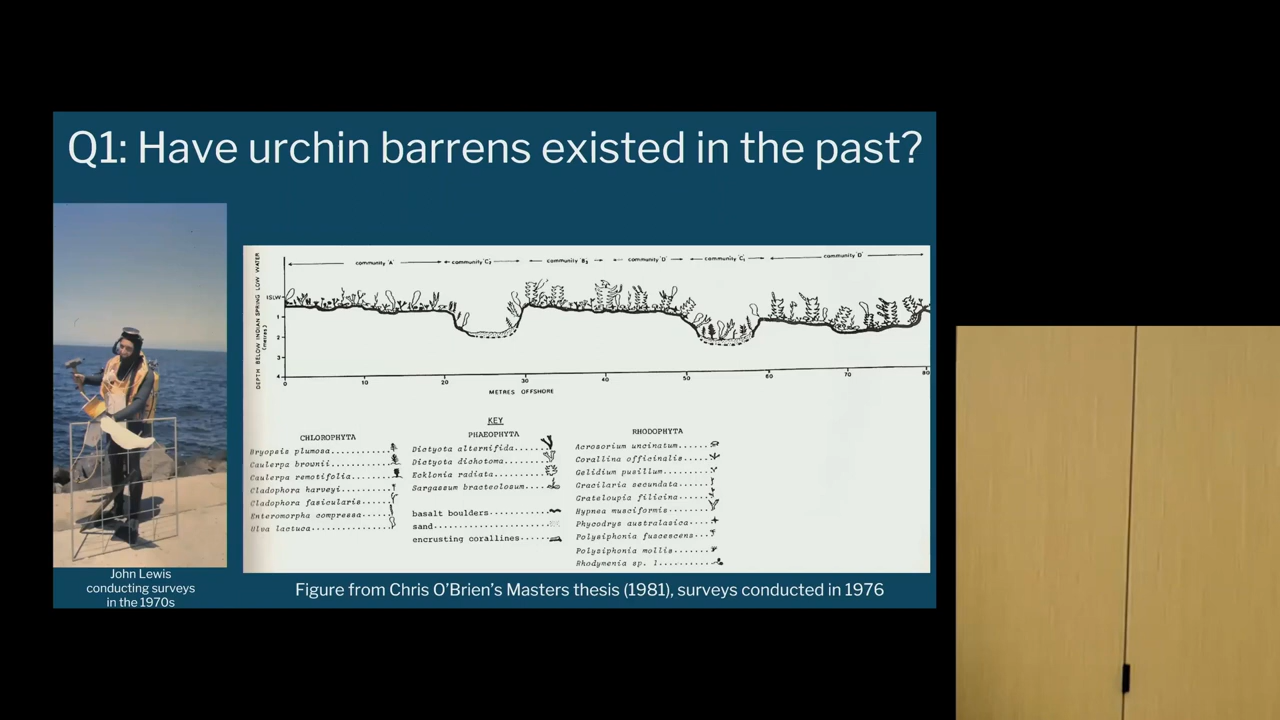 Q1: Have urchin barrens existed in the past?
community 'A'
community 'C₂'
community 'B₂'
community 'D'
community 'C₁'
community 'D'
DEPTH BELOW INDIAN SPRING LOW WATER
(metres)
ISLW
1
2
3
4
0 10 20 30 40 50 60 70 80
METRES OFFSHORE
KEY
CHLOROPHYTA
Bryopsis plumosa
Caulerpa brownii
Caulerpa remotifolia
Cladophora harveyi
Cladophora fasicularis
Enteromorpha compressa
Ulva lactuca
PHAEOPHYTA
Dictyota alternifida
Dictyota dichotoma
Ecklonia radiata
Sargassum bracteolosum
basalt boulders
sand
encrusting corallines
RHODOPHYTA
Acrosorium uncinatum
Corallina officinalis
Gelidium pusillum
Gracilaria secundata
Grateloupia filicina
Hypnea musciformis
Phycodrys australasica
Polysiphonia fuscescens
Polysiphonia mollis
Rhodymenia sp. 1
John Lewis
conducting surveys
in the 1970s
Figure from Chris O'Brien's Masters thesis (1981), surveys conducted in 1976